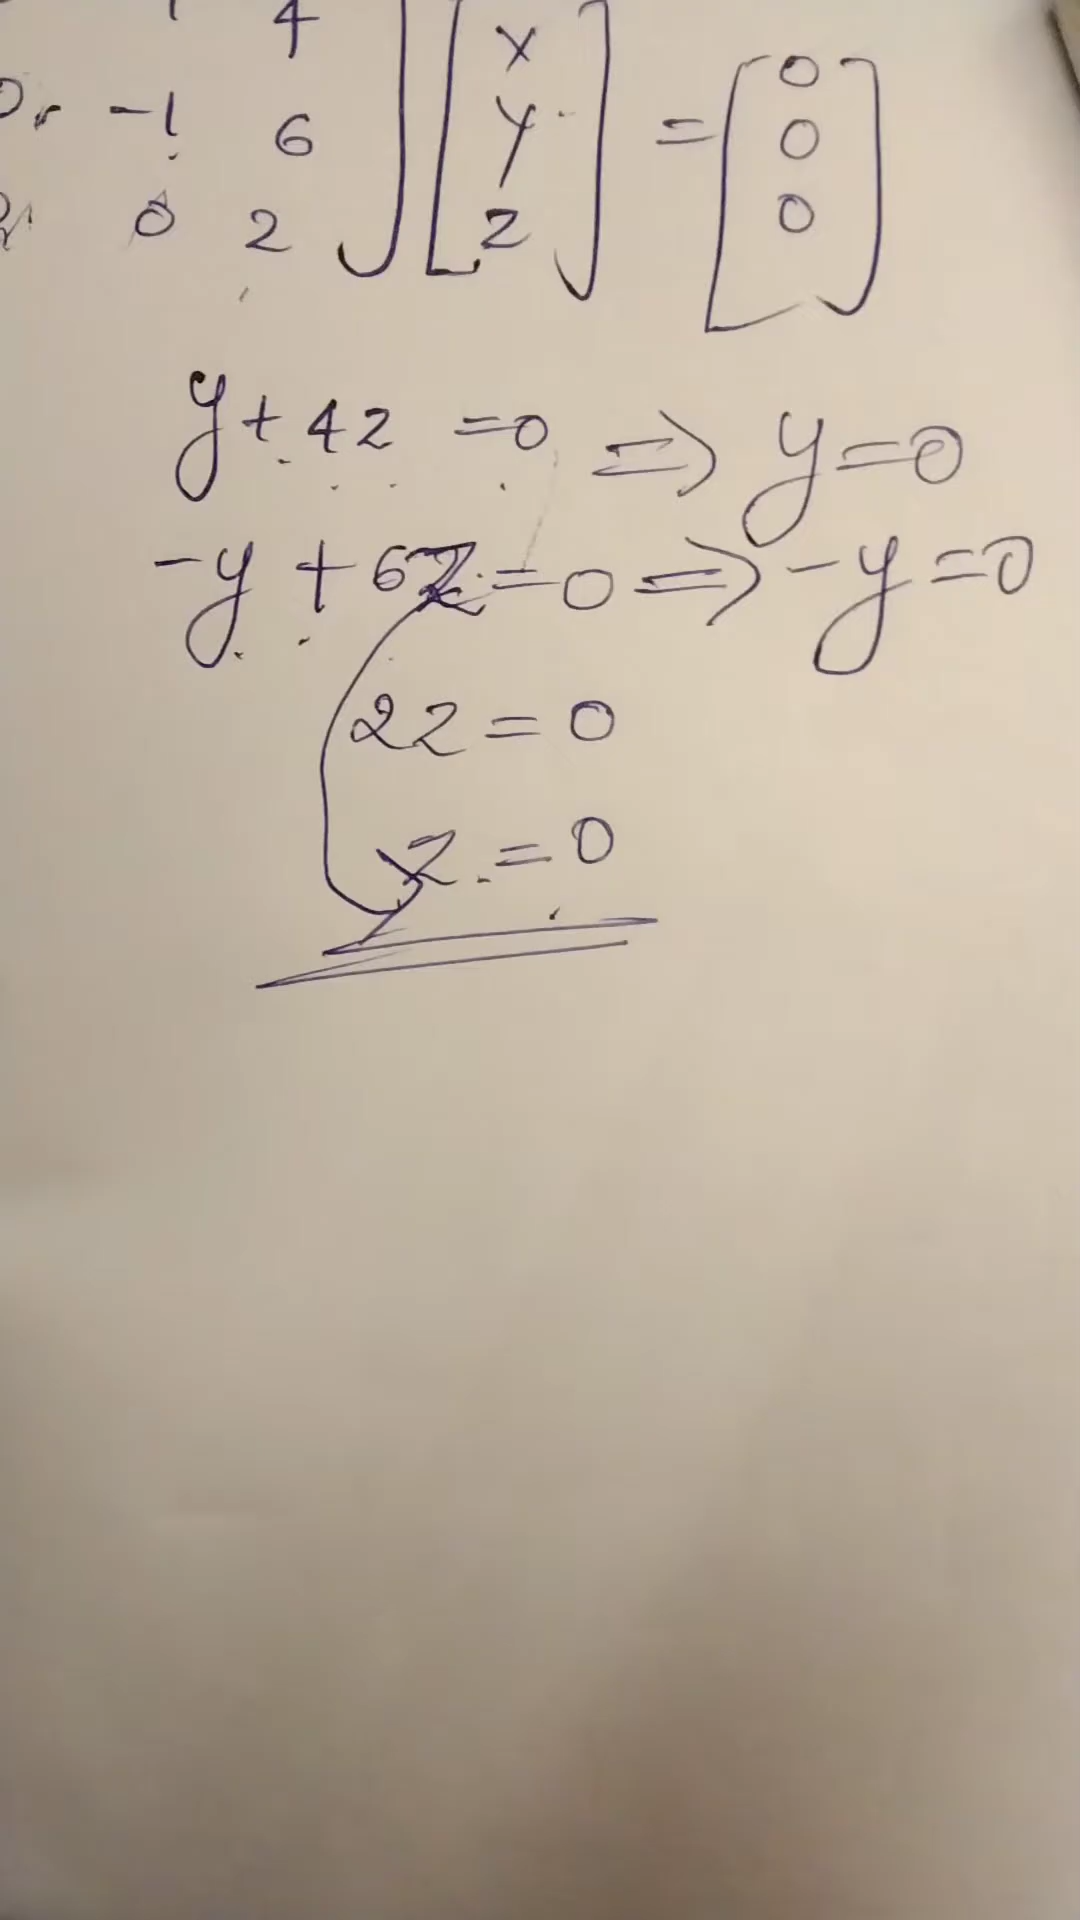 4 x 0
-1 6 y = 0
0 2 z 0
y + 4z = 0 => y = 0
-y + 6z = 0 => -y = 0
2z = 0
z = 0